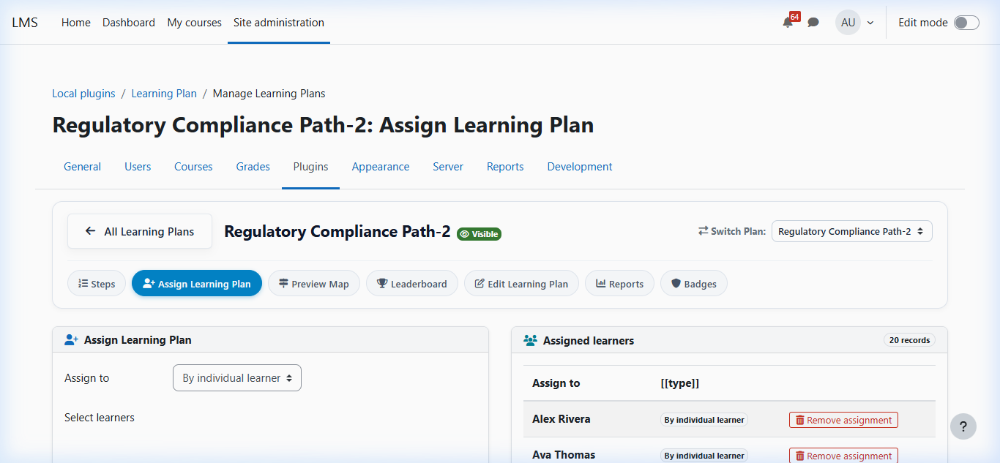 LMS Home Dashboard My courses Site administration 64 AU Edit mode
Local plugins / Learning Plan / Manage Learning Plans
Regulatory Compliance Path-2: Assign Learning Plan
General Users Courses Grades Plugins Appearance Server Reports Development
All Learning Plans Regulatory Compliance Path-2 Visible Switch Plan: Regulatory Compliance Path-2
Steps Assign Learning Plan Preview Map Leaderboard Edit Learning Plan Reports Badges
Assign Learning Plan
Assign to By individual learner
Select learners
Assigned learners 20 records
Assign to [[type]]
Alex Rivera By individual learner Remove assignment
Ava Thomas By individual learner Remove assignment
?